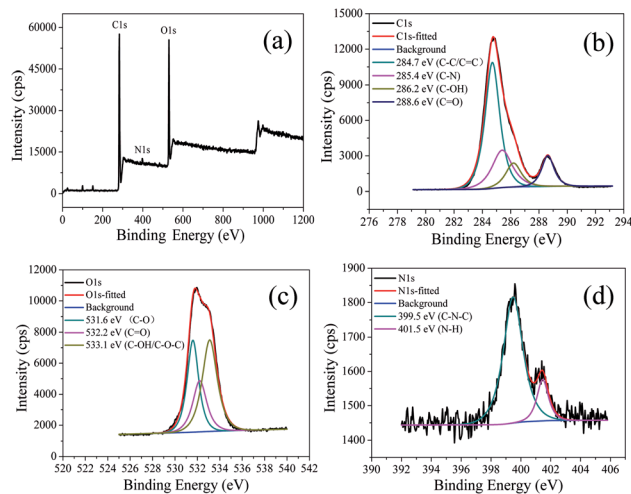 C1s
O1s
(a)
N1s
60000
45000
30000
15000
0
0 200 400 600 800 1000 1200
Intensity (cps)
Binding Energy (eV)
C1s
C1s-fitted
Background
284.7 eV (C-C/C=C)
285.4 eV (C-N)
286.2 eV (C-OH)
288.6 eV (C=O)
(b)
15000
12000
9000
6000
3000
0
276 278 280 282 284 286 288 290 292 294
Intensity (cps)
Binding Energy (eV)
O1s
O1s-fitted
Background
531.6 eV (C-O)
532.2 eV (C=O)
533.1 eV (C-OH/C-O-C)
(c)
12000
10000
8000
6000
4000
2000
0
520 522 524 526 528 530 532 534 536 538 540 542
Intensity (cps)
Binding Energy (eV)
N1s
N1s-fitted
Background
399.5 eV (C-N-C)
401.5 eV (N-H)
(d)
1900
1800
1700
1600
1500
1400
390 392 394 396 398 400 402 404 406 408
Intensity (cps)
Binding Energy (eV)